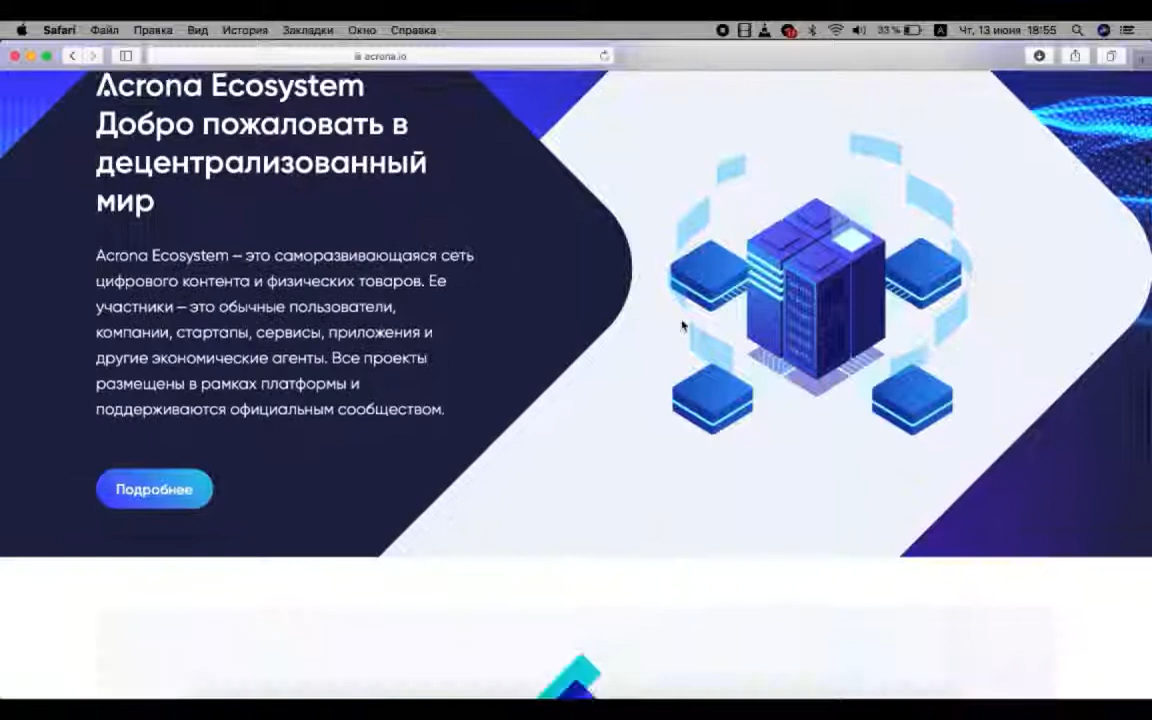 Safari Файл Правка Вид История Закладки Окно Справка 33 % Чт, 13 июня 18:55
acrona.io
Acrona Ecosystem
Добро пожаловать в
децентрализованный
мир
Acrona Ecosystem – это саморазвивающаяся сеть
цифрового контента и физических товаров. Ее
участники – это обычные пользователи,
компании, стартапы, сервисы, приложения и
другие экономические агенты. Все проекты
размещены в рамках платформы и
поддерживаются официальным сообществом.
Подробнее